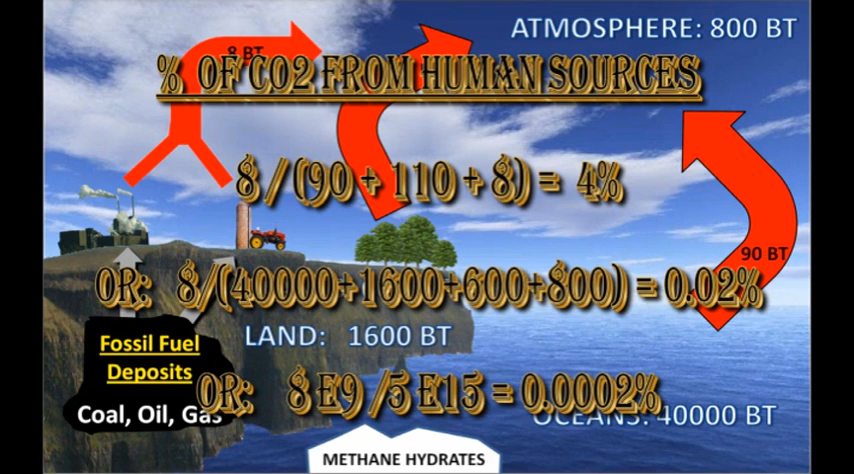 ATMOSPHERE: 800 BT
8 BT
% OF CO2 FROM HUMAN SOURCES
8 / (90 + 110 + 8) = 4%
90 BT
OR: 8/(40000+1600+600+800) = 0.02%
LAND: 1600 BT
Fossil Fuel
Deposits
OR: 8 E9 /5 E15 = 0.0002%
Coal, Oil, Gas
OCEANS: 40000 BT
METHANE HYDRATES